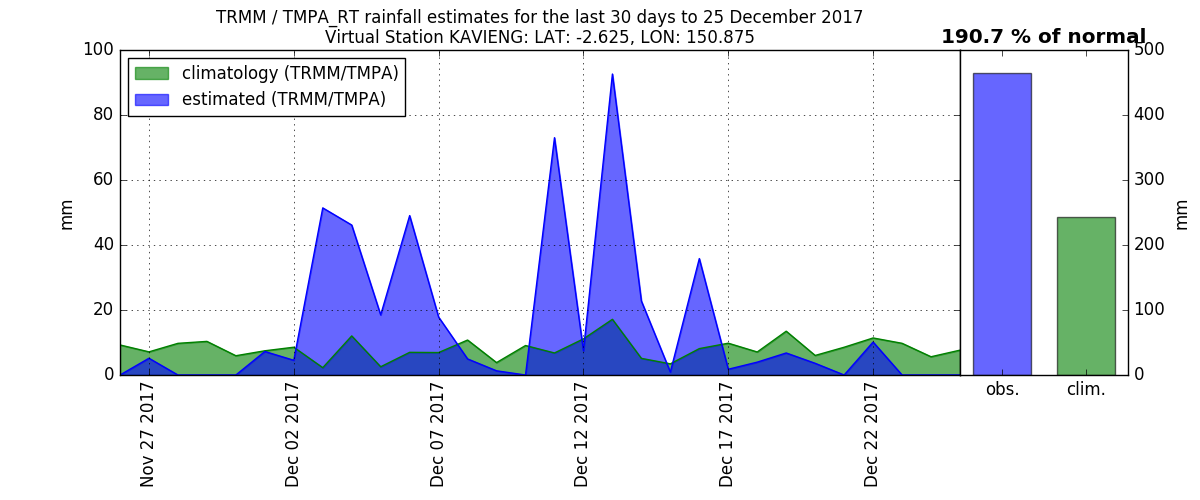 TRMM / TMPA_RT rainfall estimates for the last 30 days to 25 December 2017
Virtual Station KAVIENG: LAT: -2.625, LON: 150.875
190.7 % of normal
climatology (TRMM/TMPA)
estimated (TRMM/TMPA)
100
80
60
40
20
0
mm
Nov 27 2017
Dec 02 2017
Dec 07 2017
Dec 12 2017
Dec 17 2017
Dec 22 2017
500
400
300
200
100
0
mm
obs.
clim.